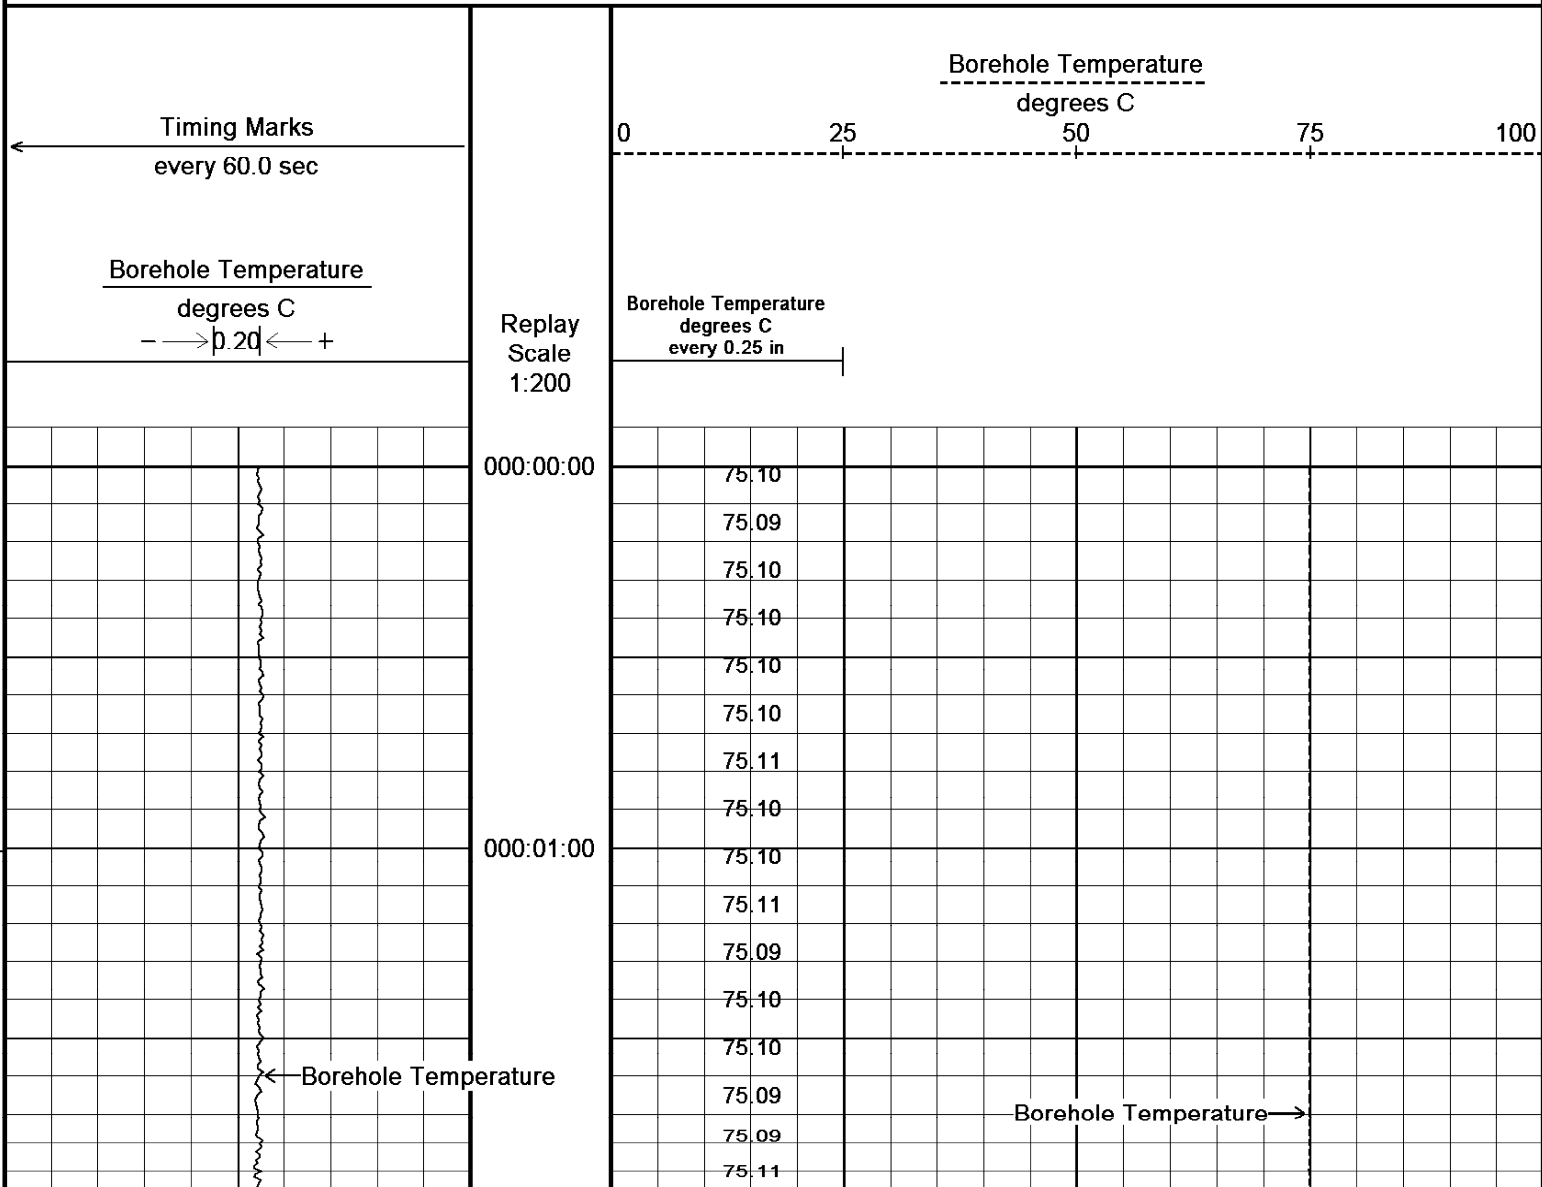 Timing Marks
every 60.0 sec
Borehole Temperature
degrees C
− 0.20 +
Replay
Scale
1:200
Borehole Temperature
degrees C
0 25 50 75 100
Borehole Temperature
degrees C
every 0.25 in
000:00:00
75.10
75.09
75.10
75.10
75.10
75.10
75.11
75.10
000:01:00
75.10
75.11
75.09
75.10
75.10
Borehole Temperature
75.09
Borehole Temperature
75.09
75.11